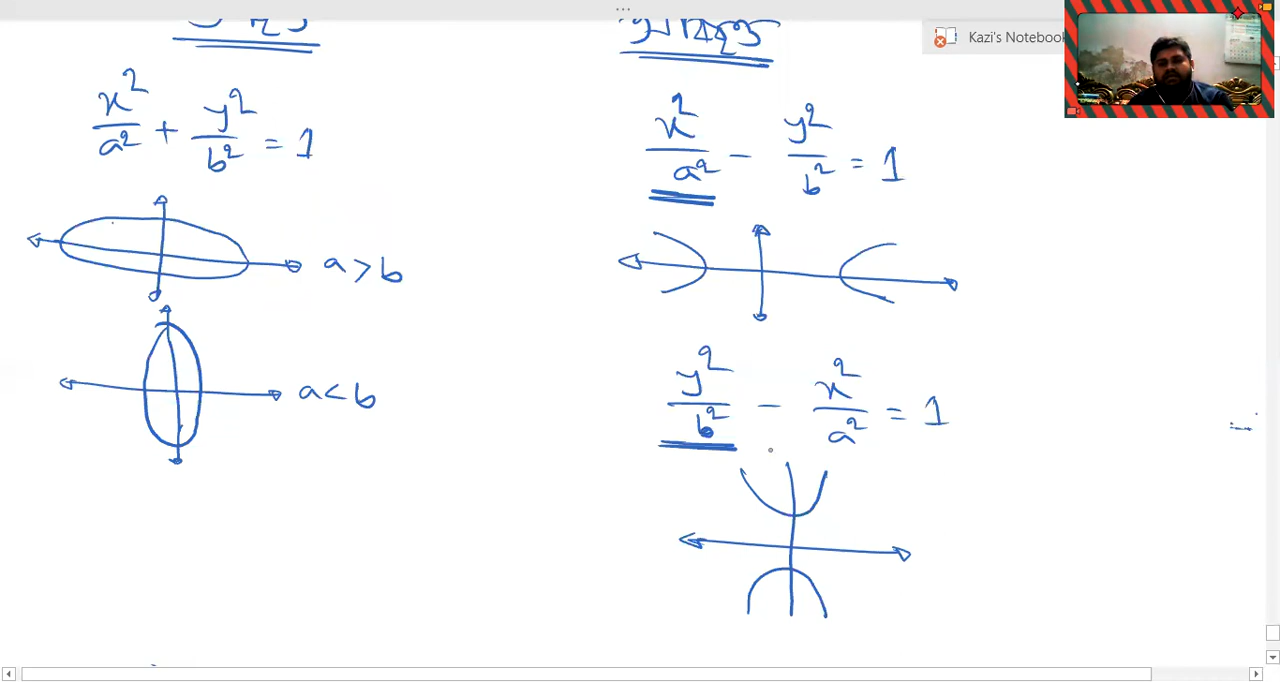 Kazi's Notebook
x²/a² + y²/b² = 1
a > b
a < b
x²/a² - y²/b² = 1
y²/b² - x²/a² = 1